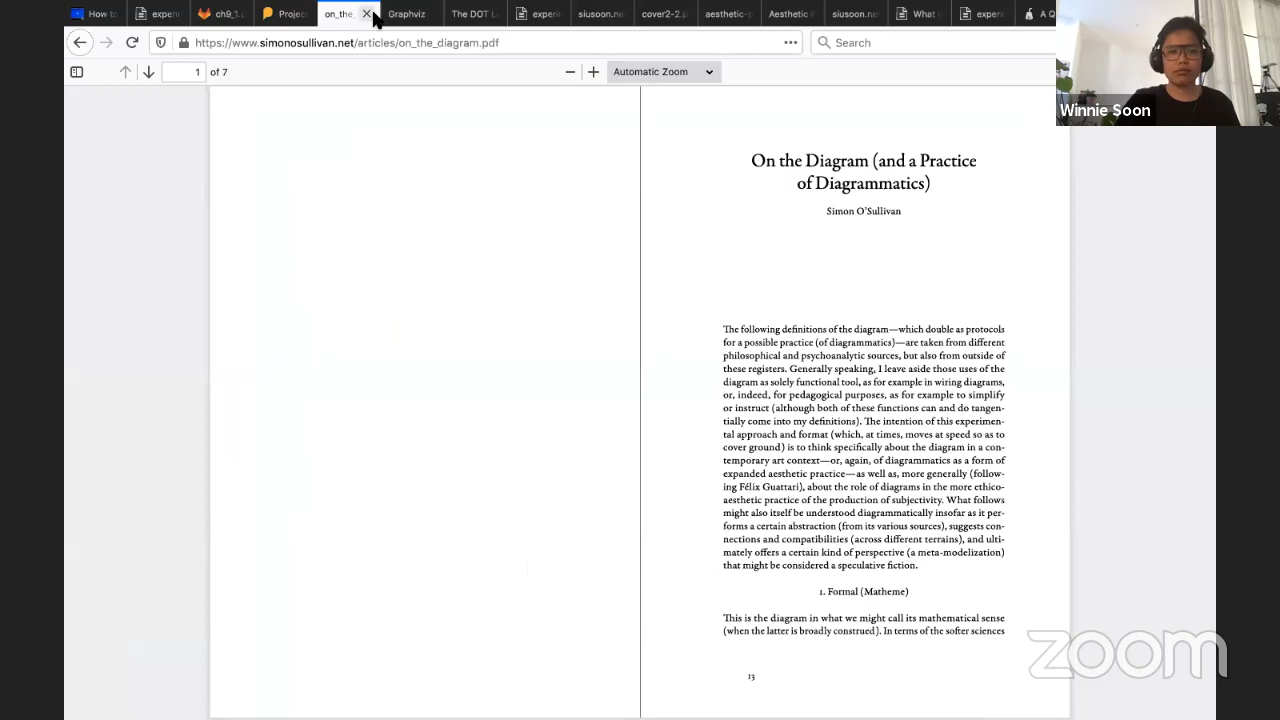 How to
experi
ch9_1.
Projec
on_the_
Graphviz
The DOT L
experi
siusoon.ne
cover2-2.p
aesthetic-p
Aesthetic
siusoon.ne
What i
experi
A Q
https://www.simonosullivan.net/articles/on_the_diagram.pdf
Search
1 of 7
Automatic Zoom
Winnie Soon
On the Diagram (and a Practice
of Diagrammatics)
Simon O'Sullivan
The following definitions of the diagram—which double as protocols
for a possible practice (of diagrammatics)—are taken from different
philosophical and psychoanalytic sources, but also from outside of
these registers. Generally speaking, I leave aside those uses of the
diagram as solely functional tool, as for example in wiring diagrams,
or, indeed, for pedagogical purposes, as for example to simplify
or instruct (although both of these functions can and do tangen-
tially come into my definitions). The intention of this experimen-
tal approach and format (which, at times, moves at speed so as to
cover ground) is to think specifically about the diagram in a con-
temporary art context—or, again, of diagrammatics as a form of
expanded aesthetic practice—as well as, more generally (follow-
ing Félix Guattari), about the role of diagrams in the more ethico-
aesthetic practice of the production of subjectivity. What follows
might also itself be understood diagrammatically insofar as it per-
forms a certain abstraction (from its various sources), suggests con-
nections and compatibilities (across different terrains), and ulti-
mately offers a certain kind of perspective (a meta-modelization)
that might be considered a speculative fiction.
1. Formal (Matheme)
This is the diagram in what we might call its mathematical sense
(when the latter is broadly construed). In terms of the softer sciences
13
zoom